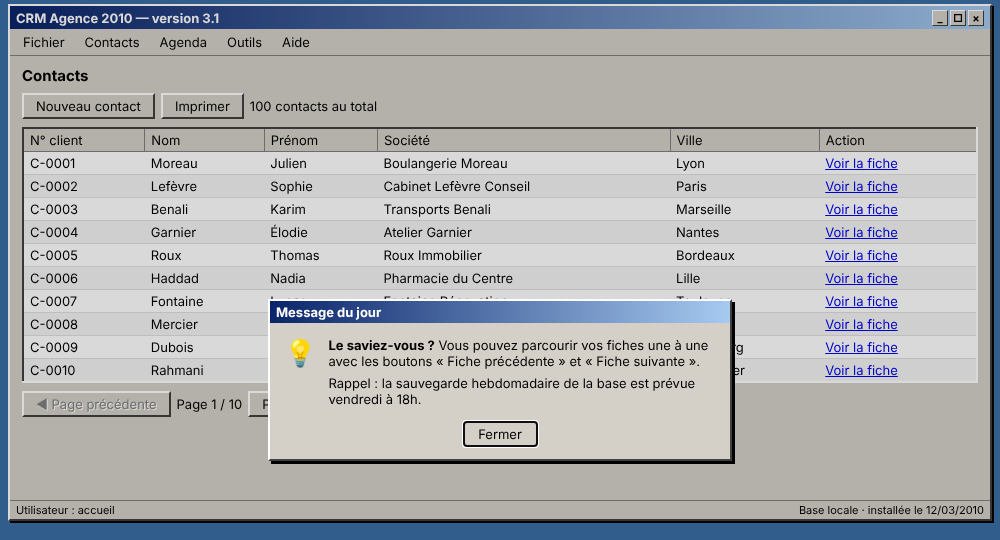 CRM Agence 2010 — version 3.1
Fichier Contacts Agenda Outils Aide
Contacts
Nouveau contact Imprimer 100 contacts au total
N° client Nom Prénom Société Ville Action
C-0001 Moreau Julien Boulangerie Moreau Lyon Voir la fiche
C-0002 Lefèvre Sophie Cabinet Lefèvre Conseil Paris Voir la fiche
C-0003 Benali Karim Transports Benali Marseille Voir la fiche
C-0004 Garnier Élodie Atelier Garnier Nantes Voir la fiche
C-0005 Roux Thomas Roux Immobilier Bordeaux Voir la fiche
C-0006 Haddad Nadia Pharmacie du Centre Lille Voir la fiche
C-0007 Fontaine Voir la fiche
C-0008 Mercier Voir la fiche
C-0009 Dubois Voir la fiche
C-0010 Rahmani Voir la fiche
◀ Page précédente Page 1 / 10
Message du jour
Le saviez-vous ? Vous pouvez parcourir vos fiches une à une
avec les boutons « Fiche précédente » et « Fiche suivante ».
Rappel : la sauvegarde hebdomadaire de la base est prévue
vendredi à 18h.
Fermer
Utilisateur : accueil Base locale · installée le 12/03/2010